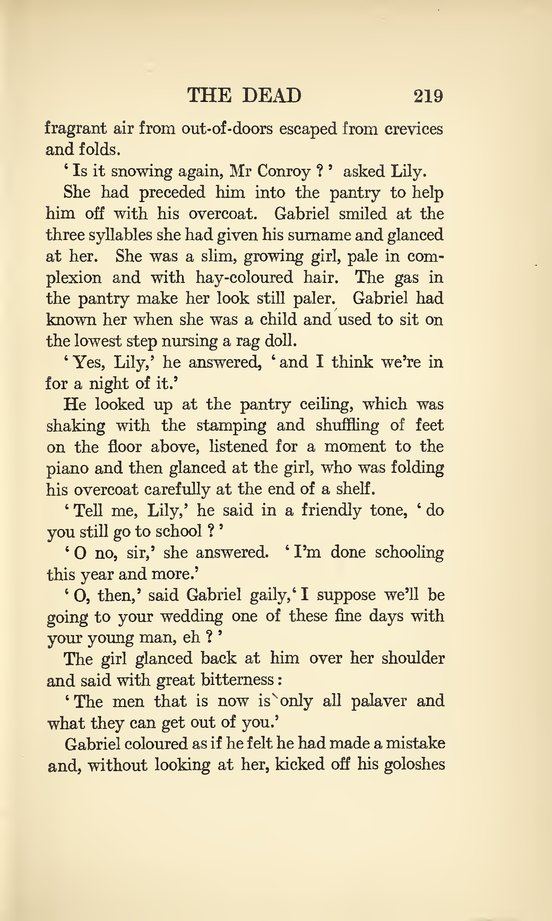 THE DEAD 219
fragrant air from out-of-doors escaped from crevices
and folds.
‘ Is it snowing again, Mr Conroy ? ’ asked Lily.
She had preceded him into the pantry to help
him off with his overcoat. Gabriel smiled at the
three syllables she had given his surname and glanced
at her. She was a slim, growing girl, pale in com-
plexion and with hay-coloured hair. The gas in
the pantry make her look still paler. Gabriel had
known her when she was a child and used to sit on
the lowest step nursing a rag doll.
‘ Yes, Lily,’ he answered, ‘ and I think we’re in
for a night of it.’
He looked up at the pantry ceiling, which was
shaking with the stamping and shuffling of feet
on the floor above, listened for a moment to the
piano and then glanced at the girl, who was folding
his overcoat carefully at the end of a shelf.
‘ Tell me, Lily,’ he said in a friendly tone, ‘ do
you still go to school ? ’
‘ O no, sir,’ she answered. ‘ I’m done schooling
this year and more.’
‘ O, then,’ said Gabriel gaily,‘ I suppose we’ll be
going to your wedding one of these fine days with
your young man, eh ? ’
The girl glanced back at him over her shoulder
and said with great bitterness :
‘ The men that is now is only all palaver and
what they can get out of you.’
Gabriel coloured as if he felt he had made a mistake
and, without looking at her, kicked off his goloshes